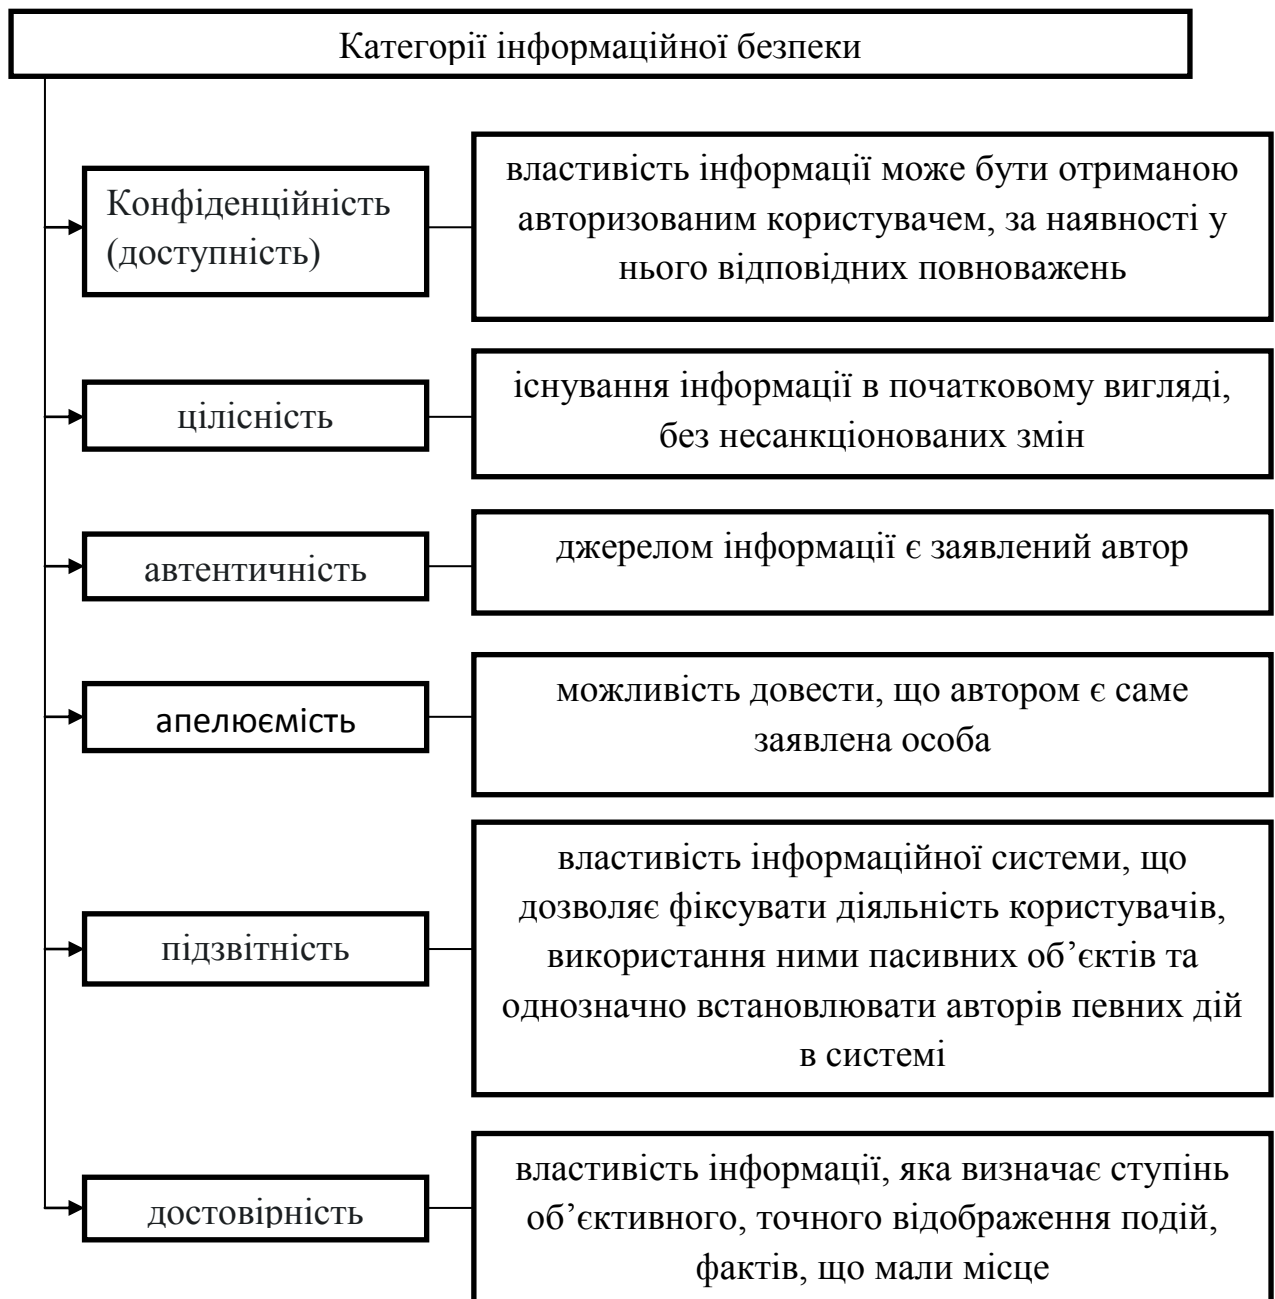 Категорії інформаційної безпеки
Конфіденційність
(доступність)
властивість інформації може бути отриманою
авторизованим користувачем, за наявності у
нього відповідних повноважень
цілісність
існування інформації в початковому вигляді,
без несанкціонованих змін
автентичність
джерелом інформації є заявлений автор
апелюємість
можливість довести, що автором є саме
заявлена особа
підзвітність
властивість інформаційної системи, що
дозволяє фіксувати діяльність користувачів,
використання ними пасивних об’єктів та
однозначно встановлювати авторів певних дій
в системі
достовірність
властивість інформації, яка визначає ступінь
об’єктивного, точного відображення подій,
фактів, що мали місце